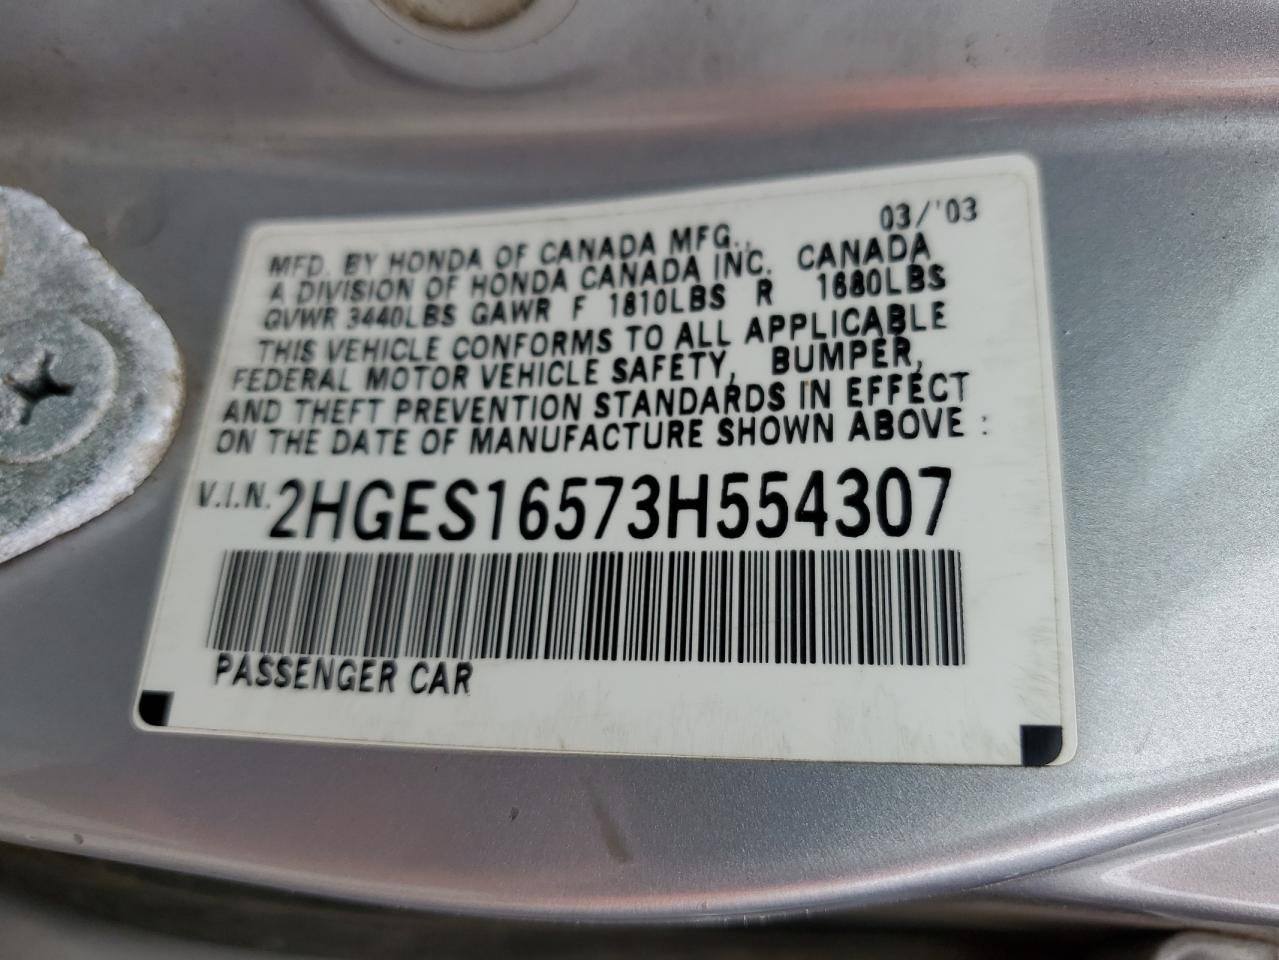 03/'03
MFD. BY HONDA OF CANADA MFG., CANADA
A DIVISION OF HONDA CANADA INC.
GVWR 3440LBS GAWR F 1810LBS R 1680LBS
THIS VEHICLE CONFORMS TO ALL APPLICABLE
FEDERAL MOTOR VEHICLE SAFETY, BUMPER,
AND THEFT PREVENTION STANDARDS IN EFFECT
ON THE DATE OF MANUFACTURE SHOWN ABOVE :
V.I.N. 2HGES16573H554307
PASSENGER CAR